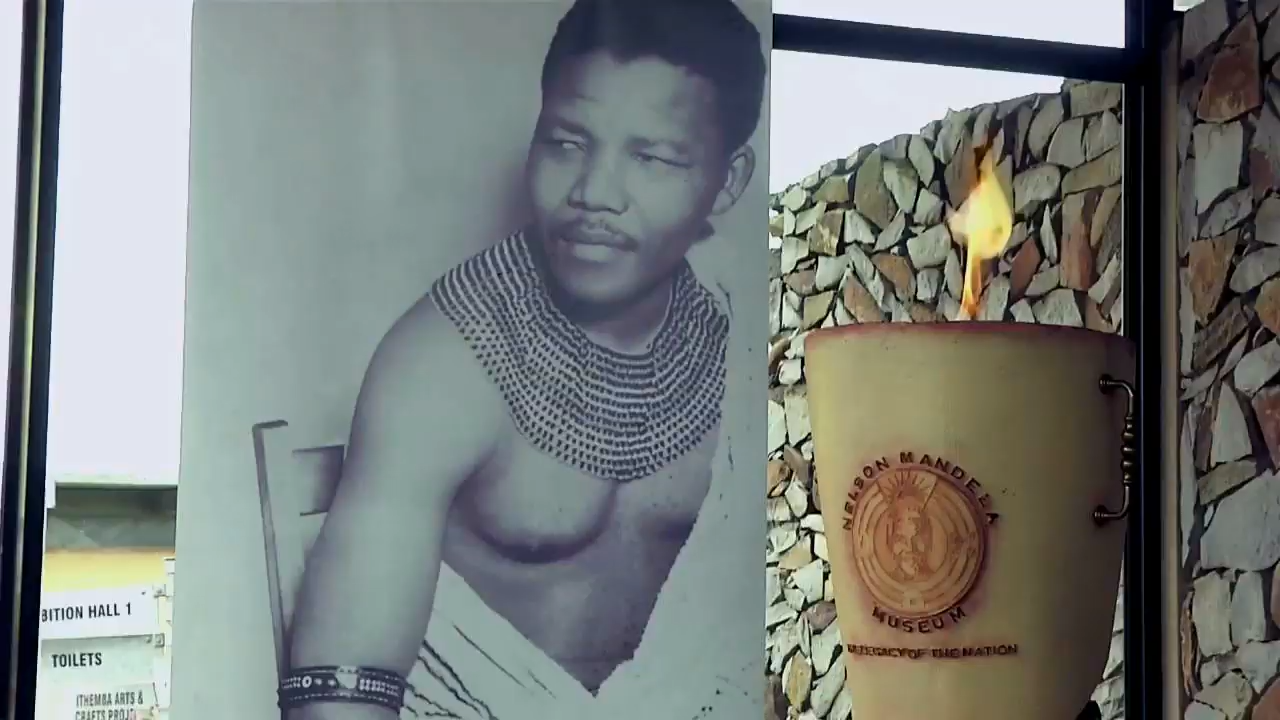 BITION HALL 1
TOILETS
ITHEMBA ARTS &
CRAFTS PROJ
NELSON MANDELA
MUSEUM
LEGACY OF THE NATION